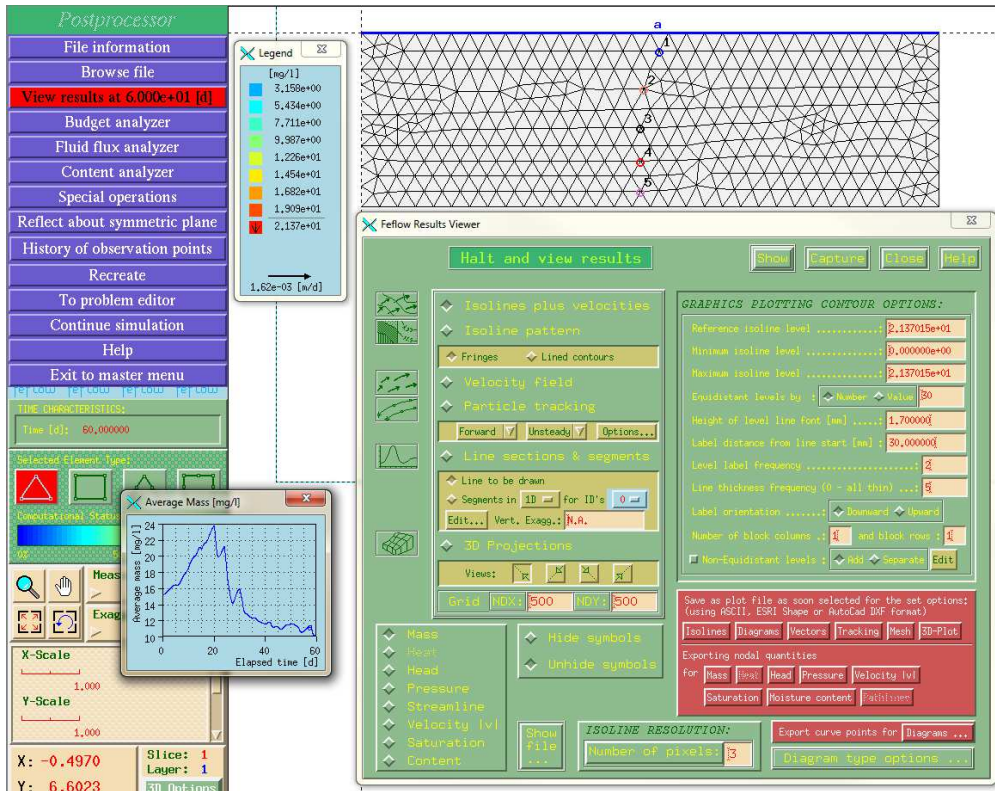 Postprocessor
File information
Browse file
View results at 6.000e+01 [d]
Budget analyzer
Fluid flux analyzer
Content analyzer
Special operations
Reflect about symmetric plane
History of observation points
Recreate
To problem editor
Continue simulation
Help
Exit to master menu
TIME CHARACTERISTICS:
Time [d]: 60.000000
Selected Element Type:
Computational Status
0%
5
Meas
Exag
X-Scale
1.000
Y-Scale
1.000
X: -0.4970
Y: 6.6023
Slice: 1
Layer: 1
3D Options
Legend
[mg/l]
3.158e+00
5.434e+00
7.711e+00
9.987e+00
1.226e+01
1.454e+01
1.682e+01
1.909e+01
2.137e+01
1.62e-03 [m/d]
a
1
2
3
4
5
Average Mass [mg/l]
Average mass [mg/l]
24
22
20
18
16
14
12
10
0 20 40 60
Elapsed time [d]
Feflow Results Viewer
Halt and view results
Show Capture Close Help
Isolines plus velocities
Isoline pattern
Fringes Lined contours
Velocity field
Particle tracking
Forward Unsteady Options...
Line sections & segments
Line to be drawn
Segments in 1D for ID's 0
Edit... Vert. Exagg.: N.A.
3D Projections
Views:
Grid NDX: 500 NDY: 500
Mass
Heat
Head
Pressure
Streamline
Velocity |v|
Saturation
Content
Hide symbols
Unhide symbols
Show
file
...
ISOLINE RESOLUTION:
Number of pixels: 3
GRAPHICS PLOTTING CONTOUR OPTIONS:
Reference isoline level ............: 2.137015e+01
Minimum isoline level ..............: 0.000000e+00
Maximum isoline level ..............: 2.137015e+01
Equidistant levels by : Number Value 30
Height of level line font [mm] .....: 1.700000
Label distance from line start [mm] : 30.000000
Level label frequency ....................: 2
Line thickness frequency (0 - all thin) ...: 5
Label orientation .......: Downward Upward
Number of block columns .: 1 and block rows : 1
Non-Equidistant levels : Add Separate Edit
Save as plot file as soon selected for the set options:
(using ASCII, ESRI Shape or AutoCad DXF format)
Isolines Diagrams Vectors Tracking Mesh 3D-Plot
Exporting nodal quantities
for Mass Heat Head Pressure Velocity |v|
Saturation Moisture content Pathlines
Export curve points for Diagrams ...
Diagram type options ...